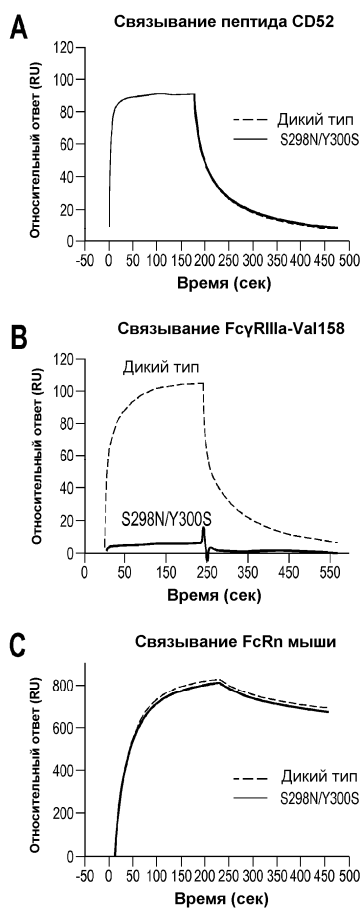 A
Связывание пептида CD52
Относительный ответ (RU)
120
100
80
60
40
20
0
Дикий тип
S298N/Y300S
-50 0 50 100 150 200 250 300 350 400 450 500
Время (сек)
B
Связывание FcγRIIIa-Val158
Относительный ответ (RU)
120
100
80
60
40
20
0
Дикий тип
S298N/Y300S
0 50 150 250 350 450 550
Время (сек)
C
Связывание FcRn мыши
Относительный ответ (RU)
800
600
400
200
0
Дикий тип
S298N/Y300S
-50 0 50 100 150 200 250 300 350 400 450 500
Время (сек)